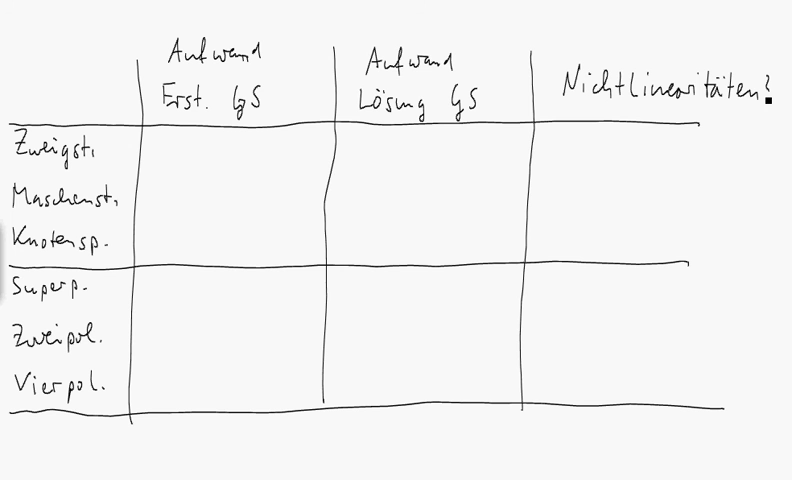 Aufwand
Erst. GS
Aufwand
Lösung GS
Nichtlinearitäten?
Zweigst.
Maschenst.
Knotensp.
Superp.
Zweipol.
Vierpol.